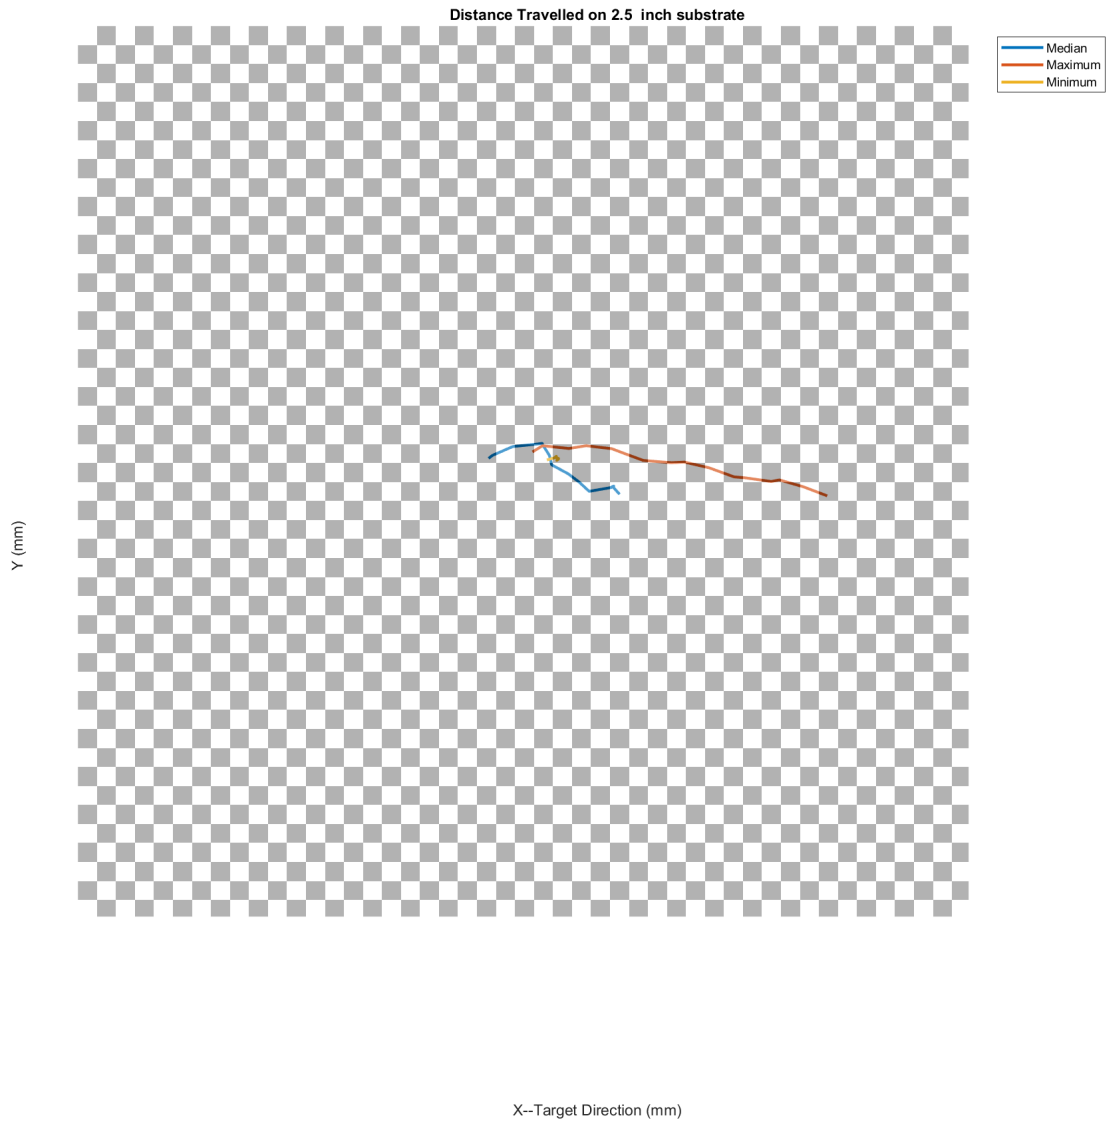 Distance Travelled on 2.5  inch substrate
Median
Maximum
Minimum
Y (mm)
X--Target Direction (mm)